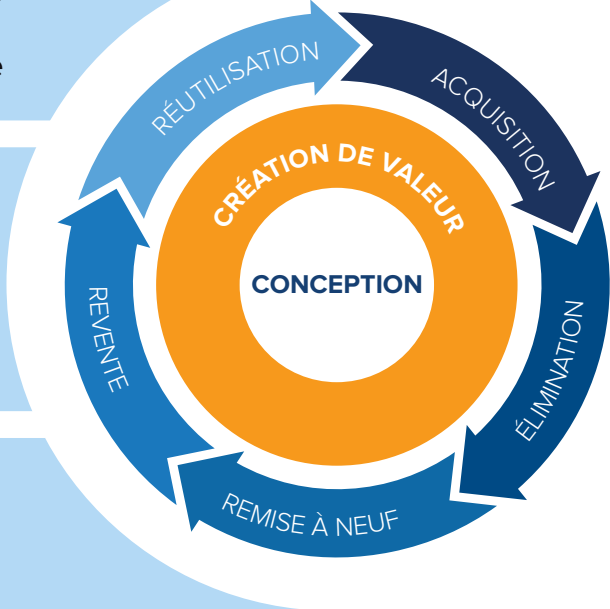 e
RÉUTILISATION
ACQUISITION
CRÉATION DE VALEUR
CONCEPTION
REVENTE
ÉLIMINATION
REMISE À NEUF